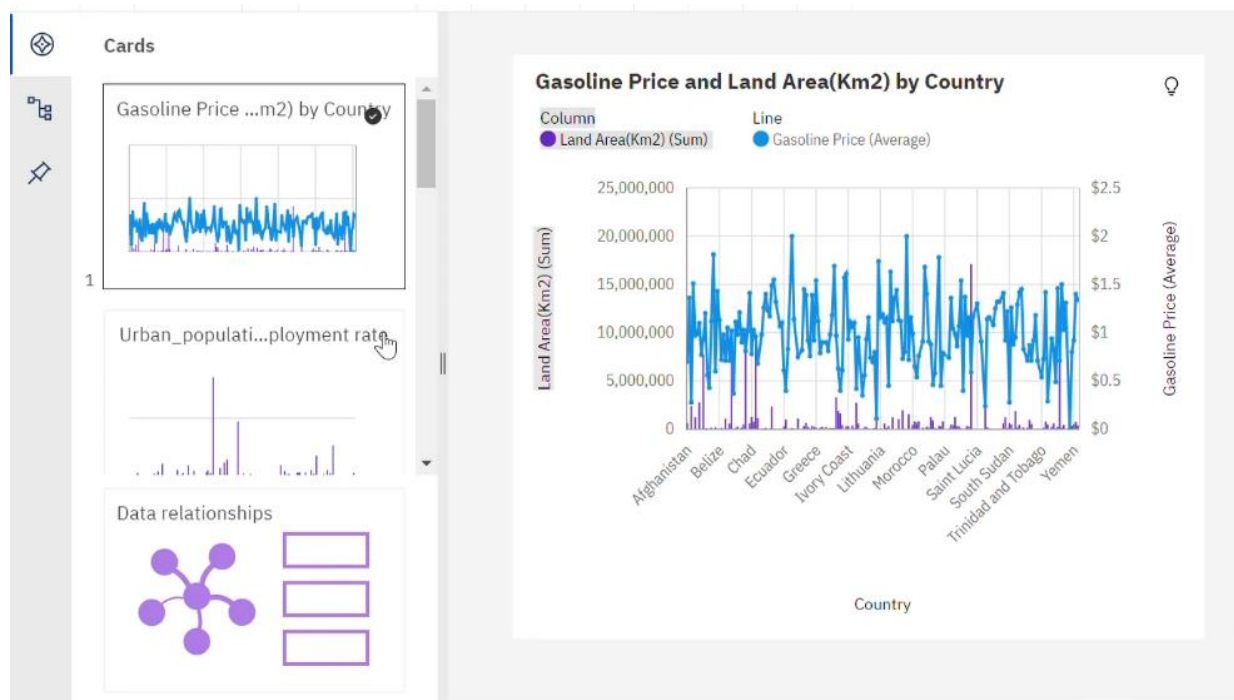 Cards
Gasoline Price ...m2) by Country
1
Urban_populati...ployment rate
Data relationships
Gasoline Price and Land Area(Km2) by Country
Column
Line
Land Area(Km2) (Sum)
Gasoline Price (Average)
Land Area(Km2) (Sum)
25,000,000
20,000,000
15,000,000
10,000,000
5,000,000
0
$2.5
$2
$1.5
$1
$0.5
$0
Gasoline Price (Average)
Afghanistan
Belize
Chad
Ecuador
Greece
Ivory Coast
Lithuania
Morocco
Palau
Saint Lucia
South Sudan
Trinidad and Tobago
Yemen
Country